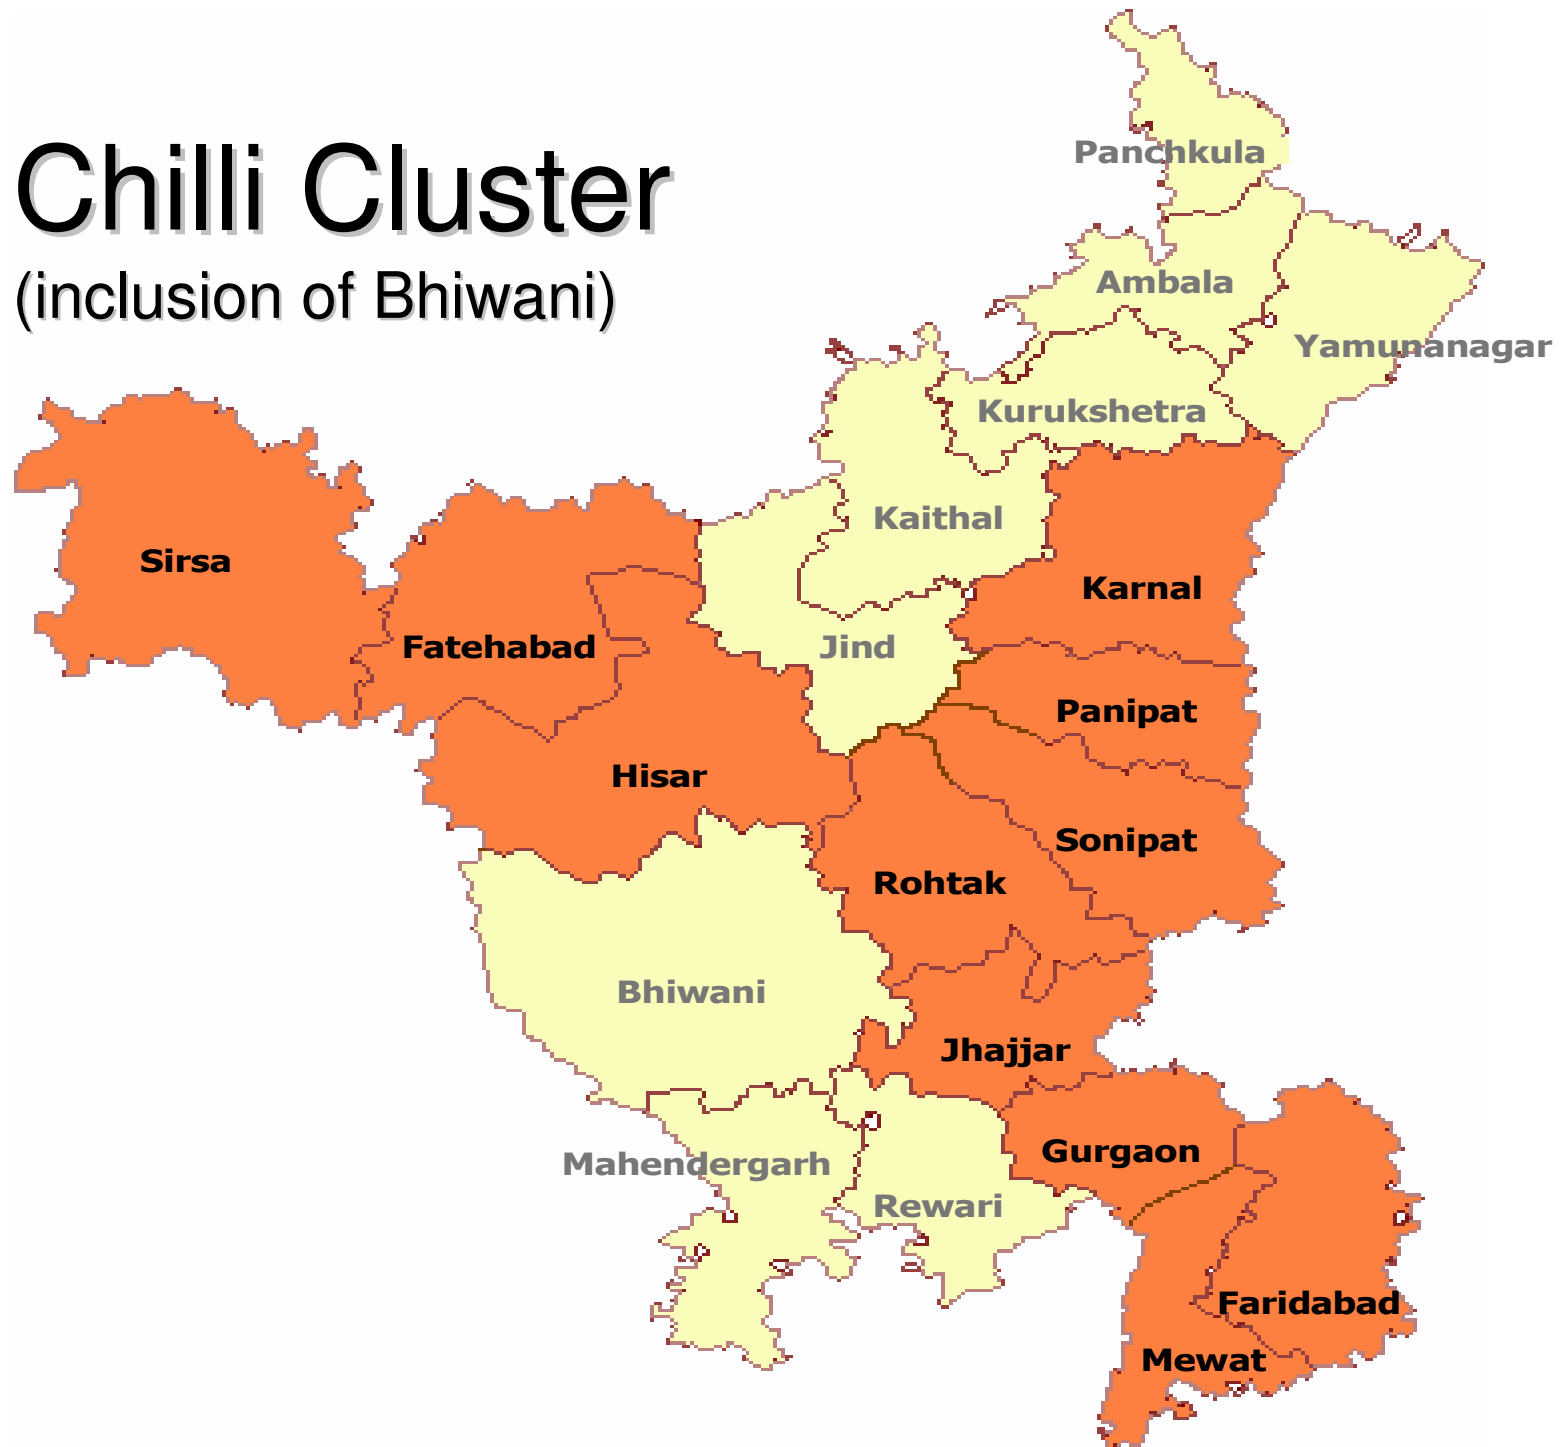 Chilli Cluster
(inclusion of Bhiwani)
Panchkula
Ambala
Yamunanagar
Kurukshetra
Kaithal
Sirsa
Karnal
Fatehabad
Jind
Panipat
Hisar
Sonipat
Rohtak
Bhiwani
Jhajjar
Gurgaon
Mahendergarh
Rewari
Faridabad
Mewat